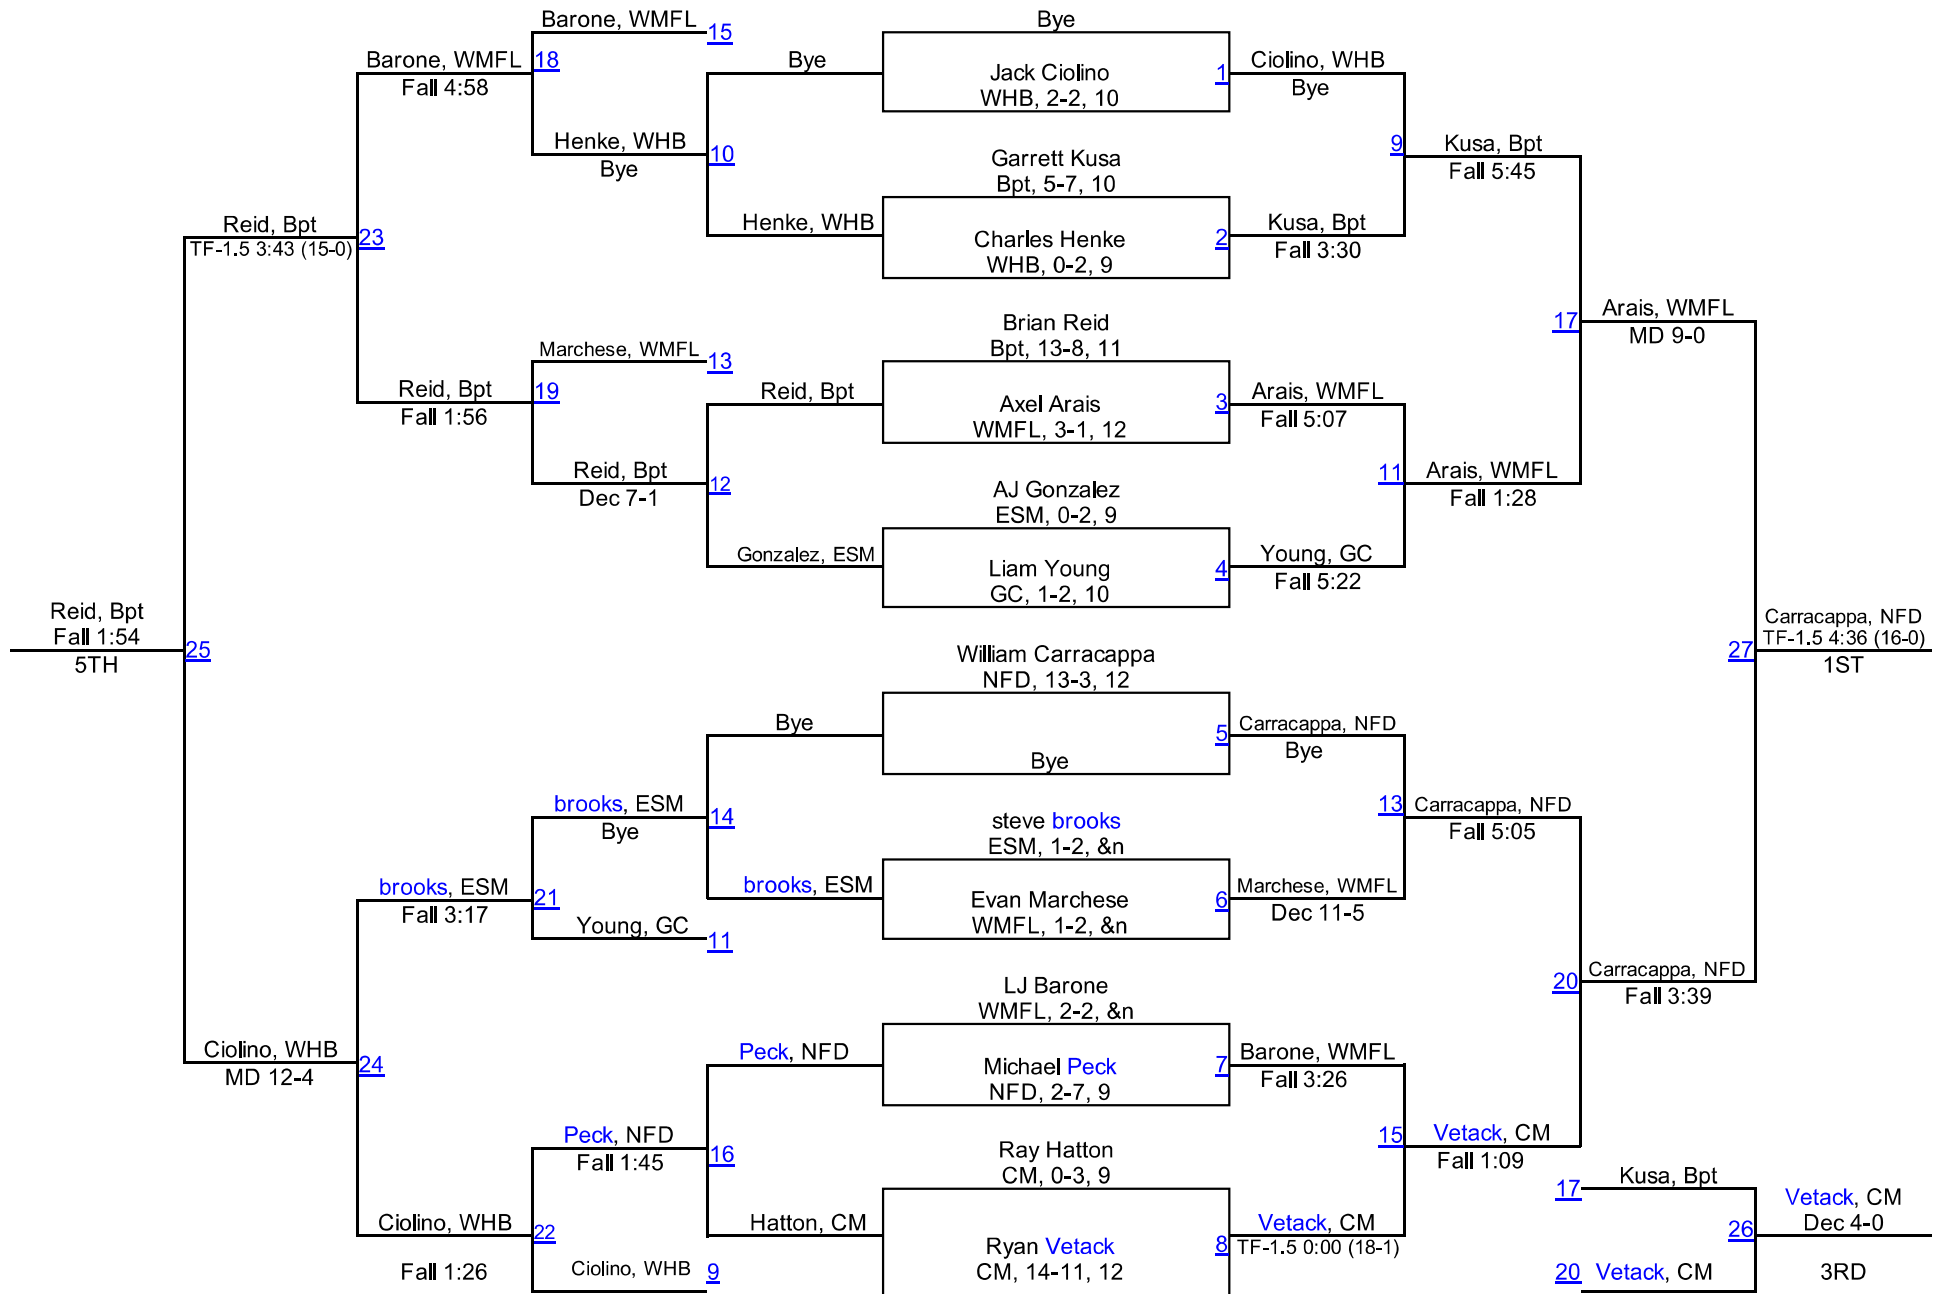 Barone, WMFL
15
Bye
Barone, WMFL
18
Fall 4:58
Bye
Jack Ciolino
WHB, 2-2, 10
1
Ciolino, WHB
Bye
Henke, WHB
10
Bye
9
Kusa, Bpt
Fall 5:45
Garrett Kusa
Bpt, 5-7, 10
Henke, WHB
Charles Henke
WHB, 0-2, 9
2
Kusa, Bpt
Fall 3:30
Reid, Bpt
TF-1.5 3:43 (15-0)
23
Brian Reid
Bpt, 13-8, 11
17
Arais, WMFL
MD 9-0
Marchese, WMFL
13
Reid, Bpt
19
Fall 1:56
Reid, Bpt
Axel Arais
WMFL, 3-1, 12
3
Arais, WMFL
Fall 5:07
Reid, Bpt
12
Dec 7-1
11
Arais, WMFL
Fall 1:28
AJ Gonzalez
ESM, 0-2, 9
Gonzalez, ESM
Liam Young
GC, 1-2, 10
4
Young, GC
Fall 5:22
Reid, Bpt
Fall 1:54
25
5TH
William Carracappa
NFD, 13-3, 12
27
Carracappa, NFD
TF-1.5 4:36 (16-0)
1ST
Bye
5
Carracappa, NFD
Bye
Bye
brooks, ESM
14
Bye
13
Carracappa, NFD
Fall 5:05
steve brooks
ESM, 1-2, &n
brooks, ESM
21
Fall 3:17
brooks, ESM
Evan Marchese
WMFL, 1-2, &n
6
Marchese, WMFL
Dec 11-5
Young, GC
11
LJ Barone
WMFL, 2-2, &n
20
Carracappa, NFD
Fall 3:39
Ciolino, WHB
24
MD 12-4
Peck, NFD
Michael Peck
NFD, 2-7, 9
7
Barone, WMFL
Fall 3:26
Peck, NFD
16
Fall 1:45
Ray Hatton
CM, 0-3, 9
15
Vetack, CM
Fall 1:09
17
Kusa, Bpt
Ciolino, WHB
22
Fall 1:26
Hatton, CM
Ryan Vetack
CM, 14-11, 12
8
Vetack, CM
TF-1.5 0:00 (18-1)
26
Vetack, CM
Dec 4-0
Ciolino, WHB
9
20
Vetack, CM
3RD